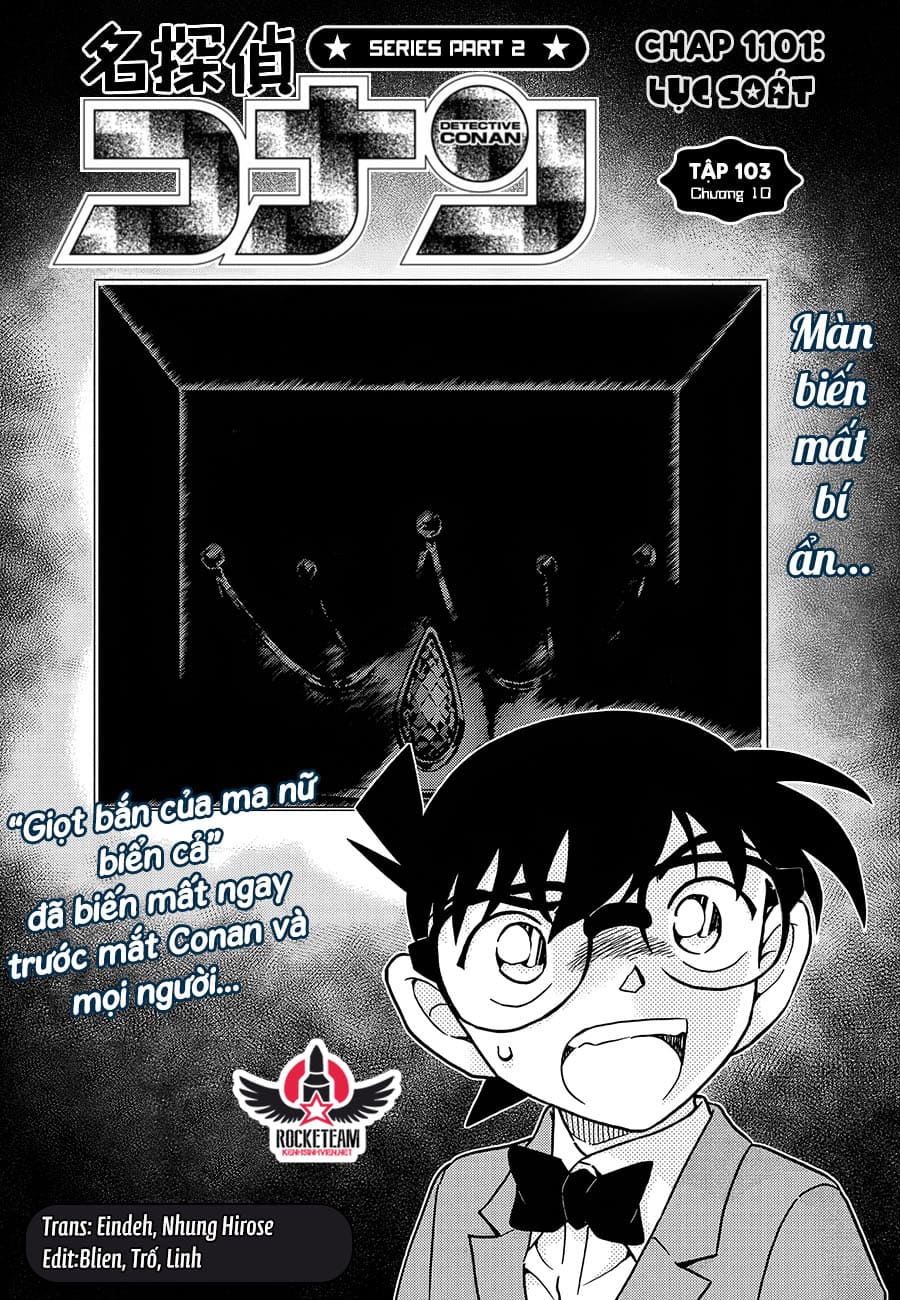 名探偵
★ SERIES PART 2 ★
コナン
DETECTIVE
CONAN
CHAP 1101:
LỤC SOÁT
TẬP 103
Chương 10
Màn
biến
mất
bí
ẩn...
“Giọt bắn của ma nữ
biển cả”
đã biến mất ngay
trước mắt Conan và
mọi người...
ROCKETEAM
KENHSINHVIEN.NET
Trans: Eindeh, Nhung Hirose
Edit:Blien, Trố, Linh